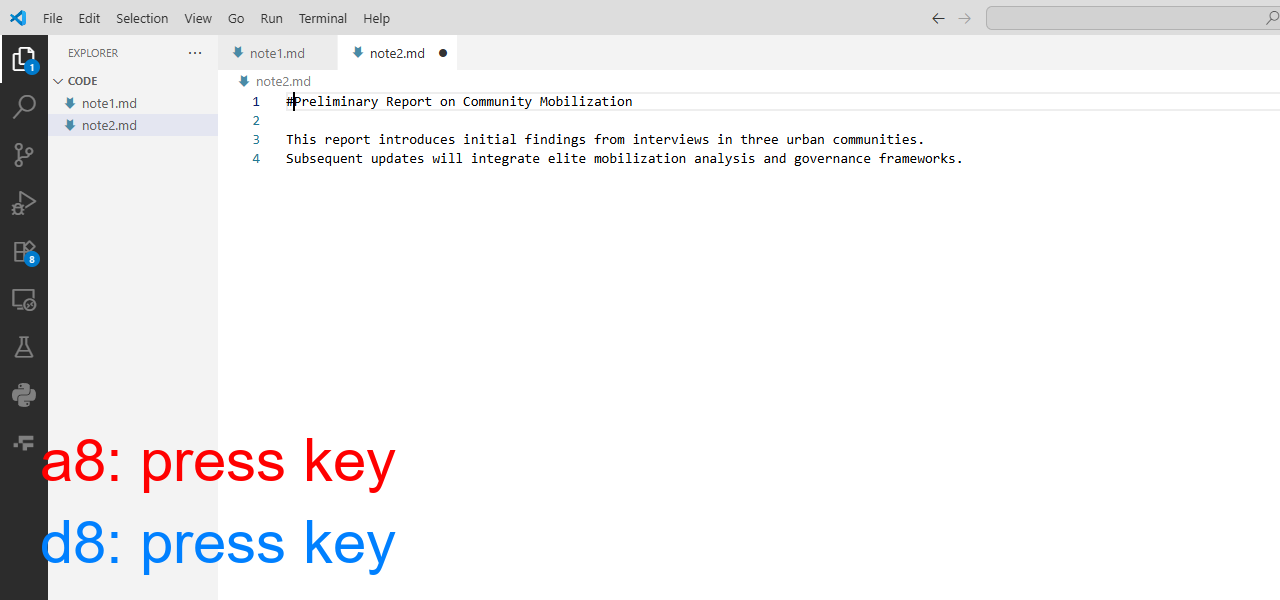 File Edit Selection View Go Run Terminal Help
EXPLORER ...
note1.md note2.md
CODE
note2.md
note1.md
note2.md
1 #Preliminary Report on Community Mobilization
2
3 This report introduces initial findings from interviews in three urban communities.
4 Subsequent updates will integrate elite mobilization analysis and governance frameworks.
1
8
a8: press key
d8: press key